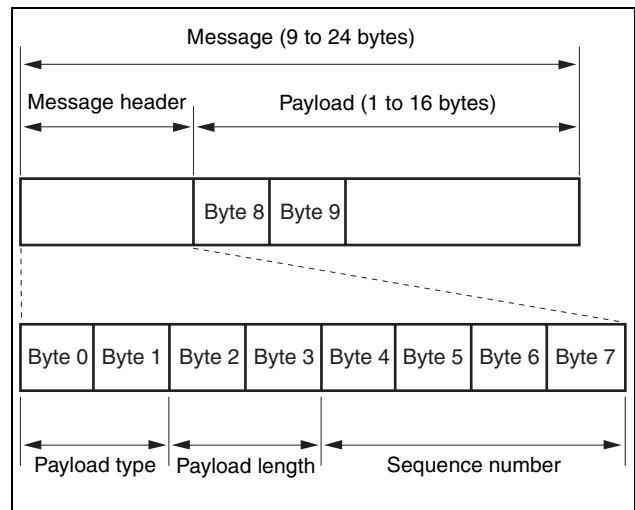 Message (9 to 24 bytes)
Message header
Payload (1 to 16 bytes)
Byte 8
Byte 9
Byte 0
Byte 1
Byte 2
Byte 3
Byte 4
Byte 5
Byte 6
Byte 7
Payload type
Payload length
Sequence number